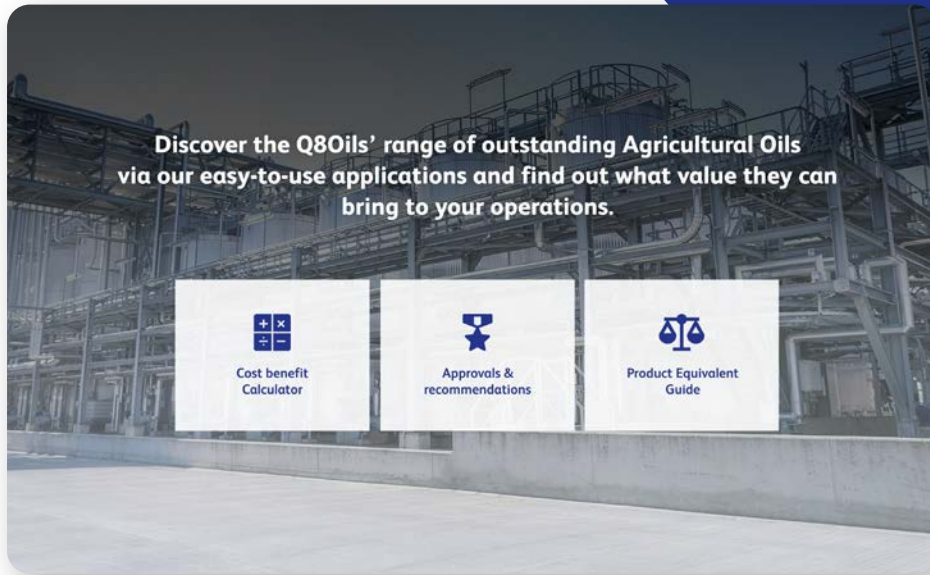 Discover the Q8Oils’ range of outstanding Agricultural Oils
via our easy-to-use applications and find out what value they can
bring to your operations.
Cost benefit
Calculator
Approvals &
recommendations
Product Equivalent
Guide